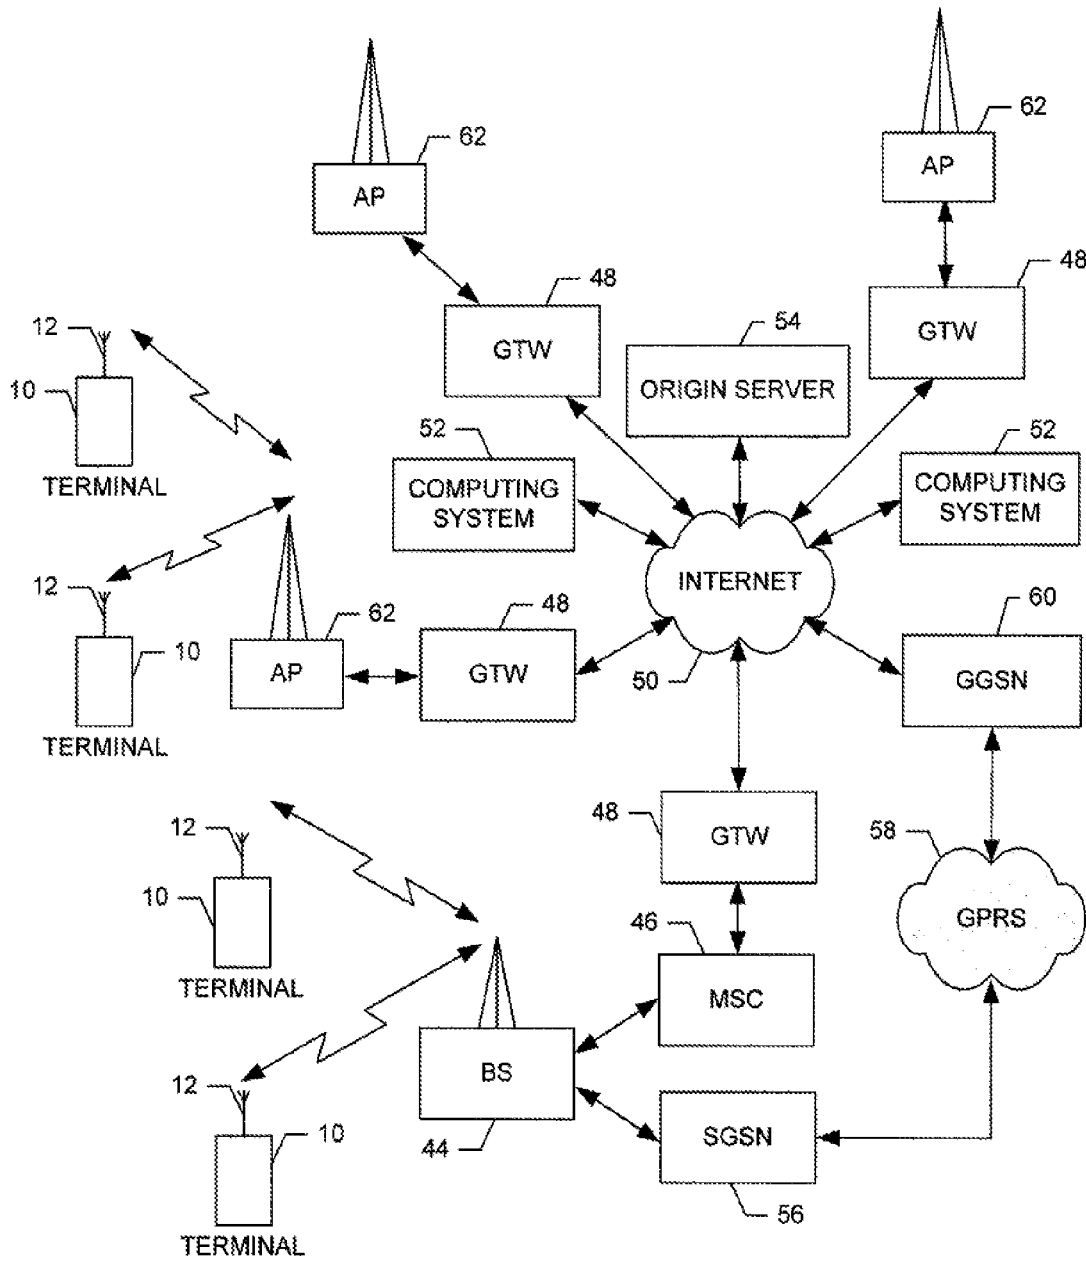 62
AP
62
AP
48
GTW
48
GTW
54
ORIGIN SERVER
12
10
TERMINAL
52
COMPUTING
SYSTEM
52
COMPUTING
SYSTEM
INTERNET
50
12
10
TERMINAL
62
AP
48
GTW
60
GGSN
48
GTW
58
GPRS
12
10
TERMINAL
46
MSC
BS
44
12
10
TERMINAL
SGSN
56